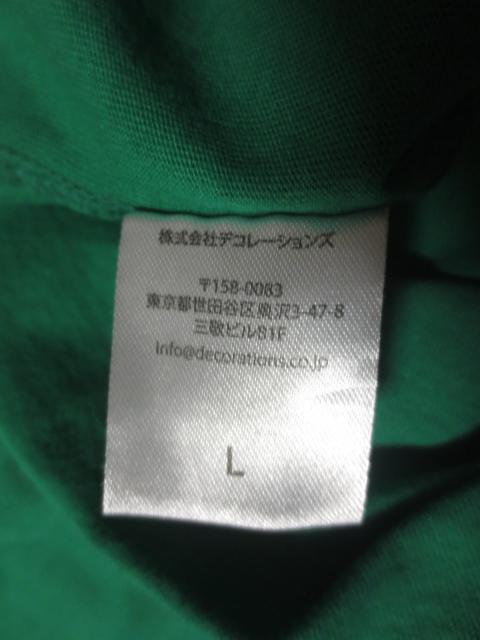 株式会社デコレーションズ
〒158-0083
東京都世田谷区奥沢3-47-8
三敬ビルB1F
info@decorations.co.jp
L